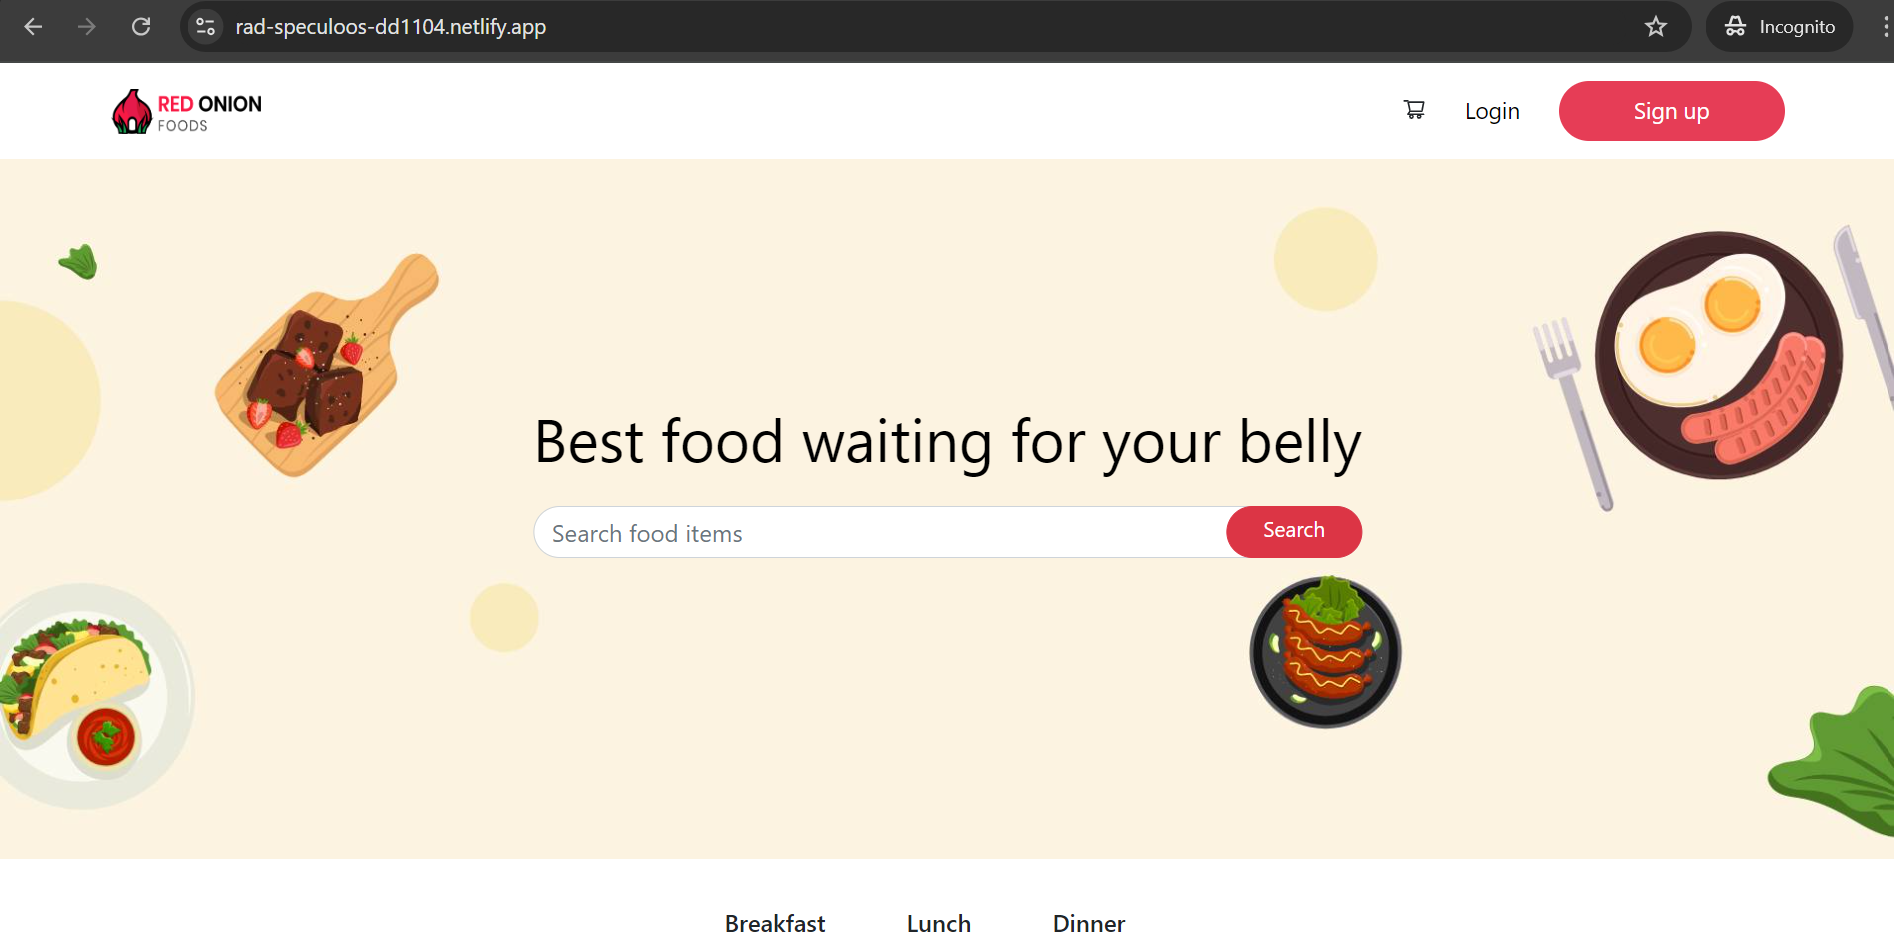 rad-speculoos-dd1104.netlify.app
Incognito
RED ONION
FOODS
Login
Sign up
Best food waiting for your belly
Search food items
Search
Breakfast
Lunch
Dinner